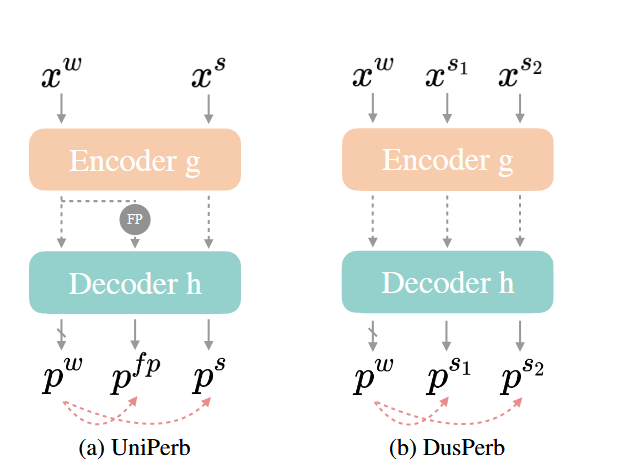 x^w x^s x^w x^{s_1} x^{s_2}
Encoder g Encoder g
FP
Decoder h Decoder h
p^w p^{fp} p^s p^w p^{s_1} p^{s_2}
(a) UniPerb (b) DusPerb